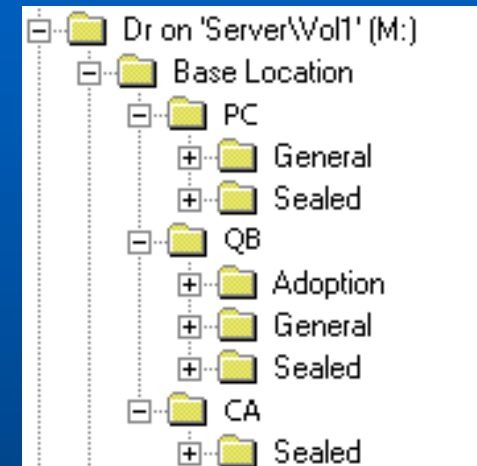 Dr on 'Server\Vol1' (M:)
Base Location
PC
General
Sealed
QB
Adoption
General
Sealed
CA
Sealed